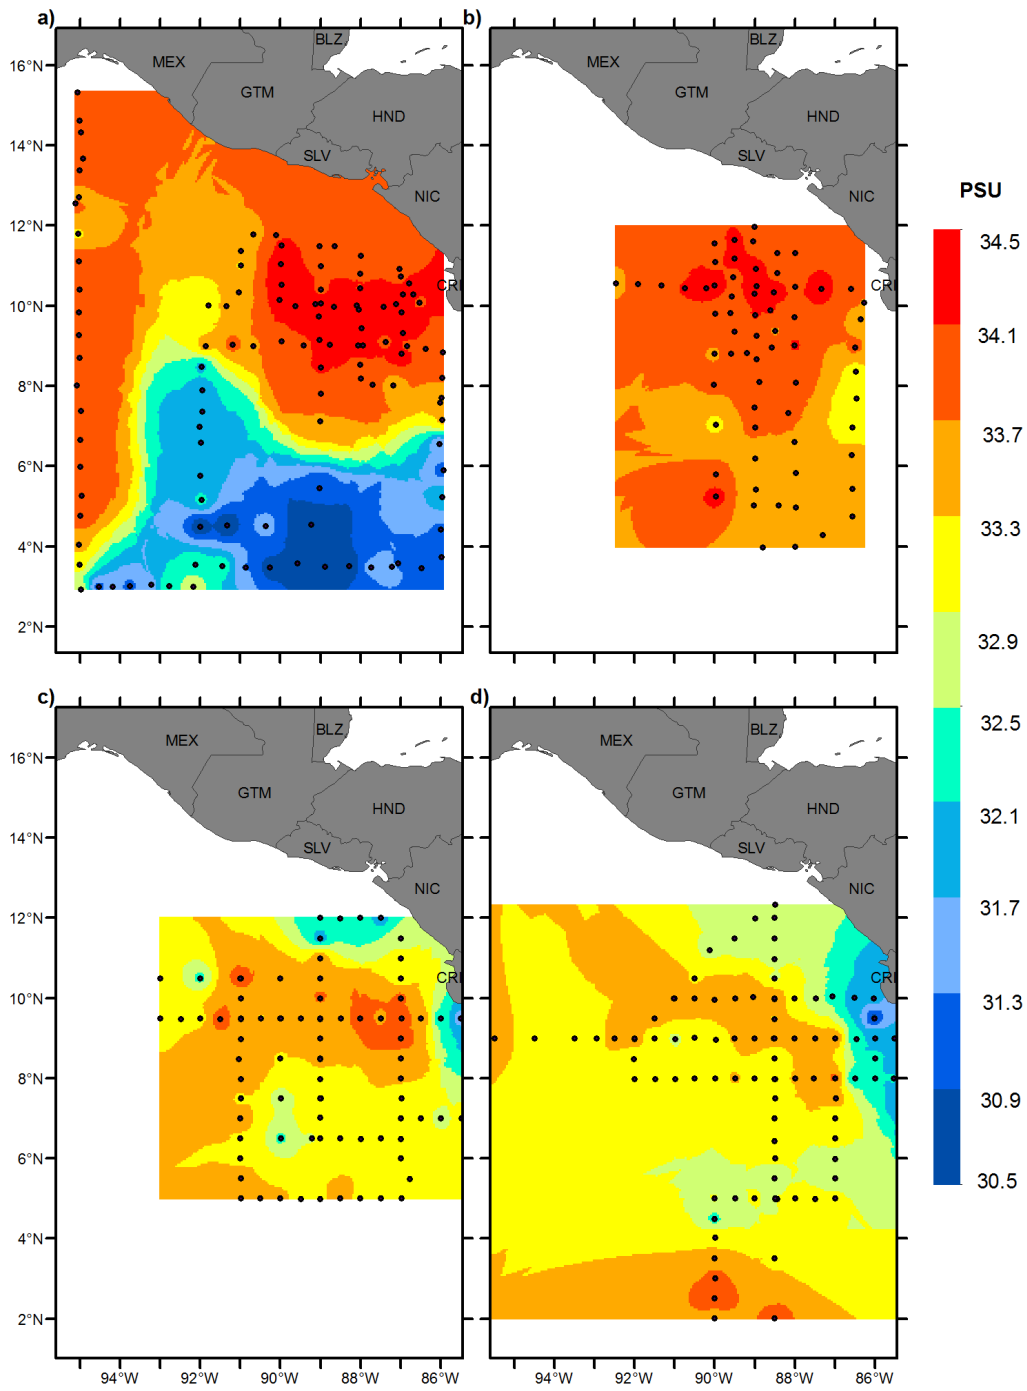 a)
b)
BLZ
BLZ
16°N
MEX
MEX
GTM
GTM
HND
HND
14°N
SLV
SLV
NIC
NIC
PSU
12°N
34.5
CRI
CRI
10°N
34.1
8°N
33.7
6°N
33.3
4°N
32.9
2°N
32.5
c)
d)
BLZ
BLZ
MEX
MEX
16°N
GTM
GTM
HND
HND
32.1
14°N
SLV
SLV
NIC
NIC
31.7
12°N
CRI
CRI
10°N
31.3
8°N
30.9
6°N
30.5
4°N
2°N
94°W 92°W 90°W 88°W 86°W
94°W 92°W 90°W 88°W 86°W